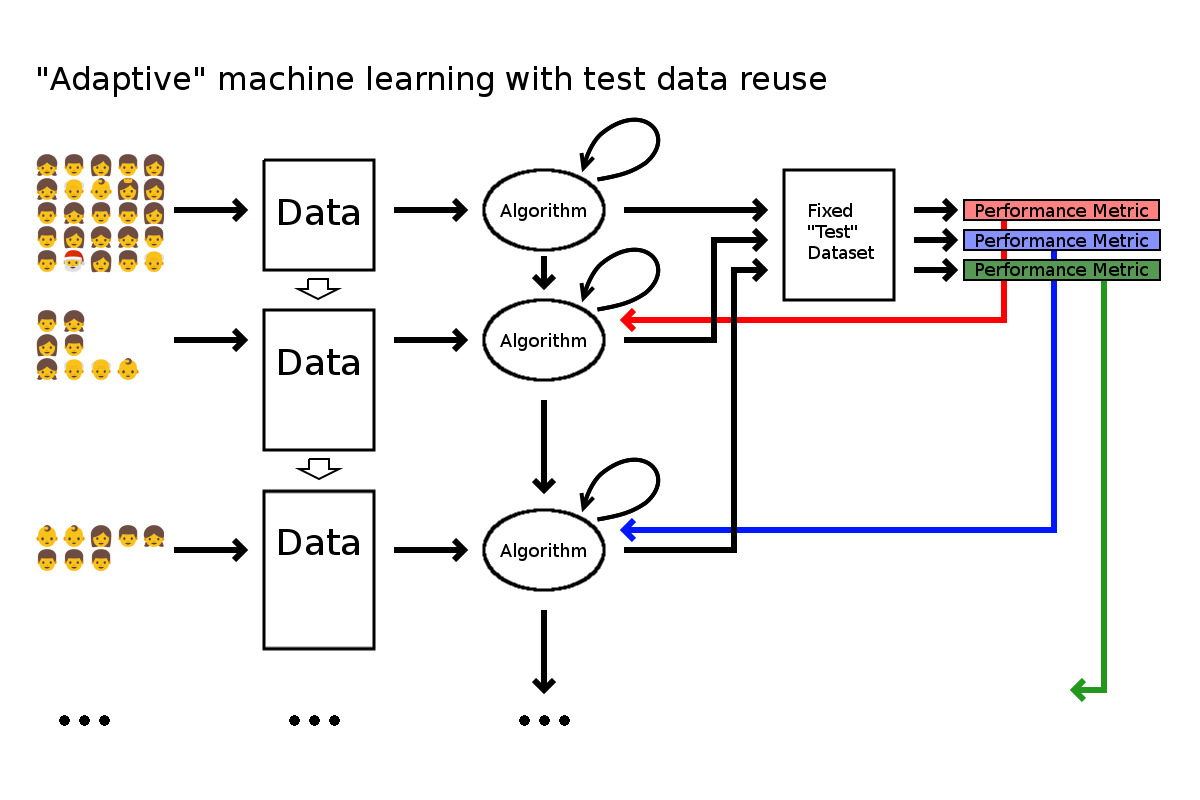 "Adaptive" machine learning with test data reuse
Data
Algorithm
Fixed
"Test"
Dataset
Performance Metric
Performance Metric
Performance Metric
Data
Algorithm
Data
Algorithm